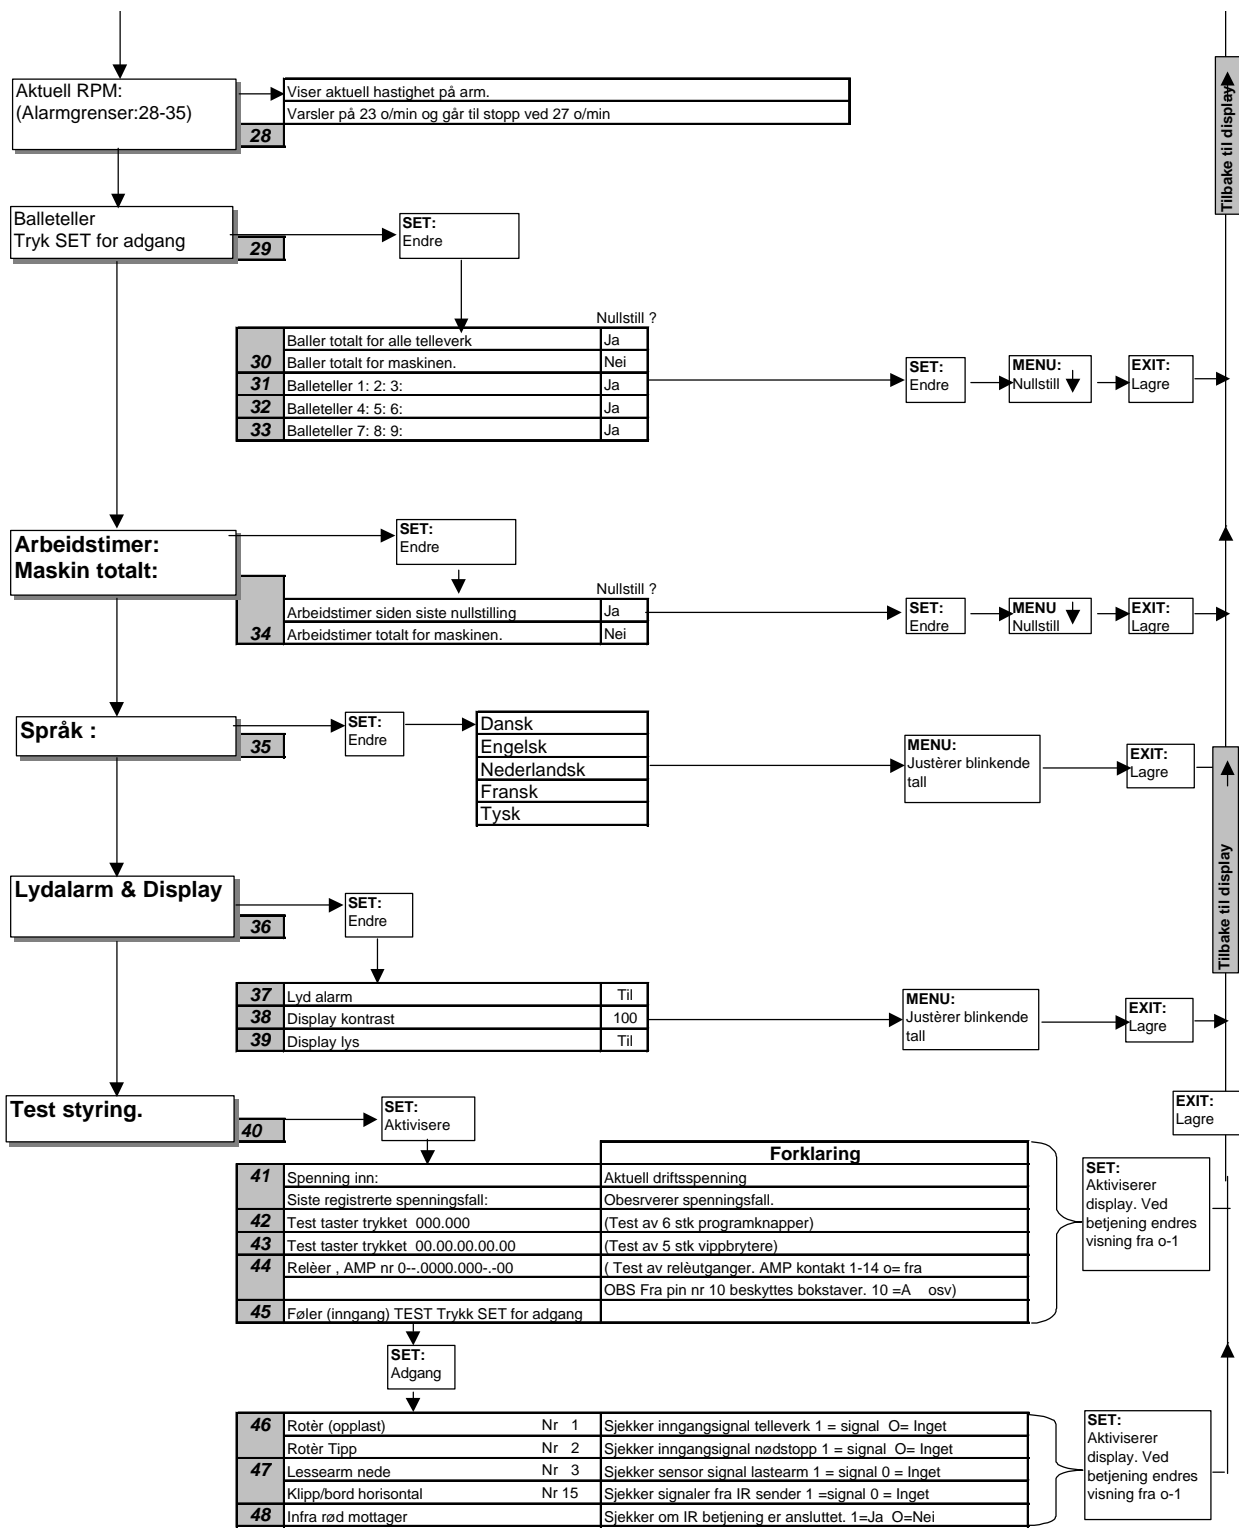 Aktuell RPM:
(Alarmgrenser:28-35)
28
Viser aktuell hastighet på arm.
Varsler på 23 o/min og går til stopp ved 27 o/min
Tilbake til display
Balleteller
Tryk SET for adgang
29
SET:
Endre
Nullstill ?
Baller totalt for alle telleverk Ja
30 Baller totalt for maskinen. Nei
31 Balleteller 1: 2: 3: Ja
32 Balleteller 4: 5: 6: Ja
33 Balleteller 7: 8: 9: Ja
SET:
Endre
MENU:
Nullstill
EXIT:
Lagre
Arbeidstimer:
Maskin totalt:
SET:
Endre
Nullstill ?
Arbeidstimer siden siste nullstilling Ja
34 Arbeidstimer totalt for maskinen. Nei
SET:
Endre
MENU
Nullstill
EXIT:
Lagre
Språk :
35
SET:
Endre
Dansk
Engelsk
Nederlandsk
Fransk
Tysk
MENU:
Justèrer blinkende
tall
EXIT:
Lagre
Tilbake til display
Lydalarm & Display
36
SET:
Endre
37 Lyd alarm Til
38 Display kontrast 100
39 Display lys Til
MENU:
Justèrer blinkende
tall
EXIT:
Lagre
Test styring.
40
SET:
Aktivisere
EXIT:
Lagre
Forklaring
41 Spenning inn: Aktuell driftsspenning
Siste registrerte spenningsfall: Obesrverer spenningsfall.
42 Test taster trykket 000.000 (Test av 6 stk programknapper)
43 Test taster trykket 00.00.00.00.00 (Test av 5 stk vippbrytere)
44 Relèer , AMP nr 0--.0000.000-.-00 ( Test av relèutganger. AMP kontakt 1-14 o= fra
OBS Fra pin nr 10 beskyttes bokstaver. 10 =A osv)
45 Føler (inngang) TEST Trykk SET for adgang
SET:
Aktiviserer
display. Ved
betjening endres
visning fra o-1
SET:
Adgang
46 Rotèr (opplast) Nr 1 Sjekker inngangsignal telleverk 1 = signal O= Inget
Rotèr Tipp Nr 2 Sjekker inngangsignal nødstopp 1 = signal O= Inget
47 Lessearm nede Nr 3 Sjekker sensor signal lastearm 1 = signal 0 = Inget
Klipp/bord horisontal Nr 15 Sjekker signaler fra IR sender 1 =signal 0 = Inget
48 Infra rød mottager Sjekker om IR betjening er ansluttet. 1=Ja O=Nei
SET:
Aktiviserer
display. Ved
betjening endres
visning fra o-1